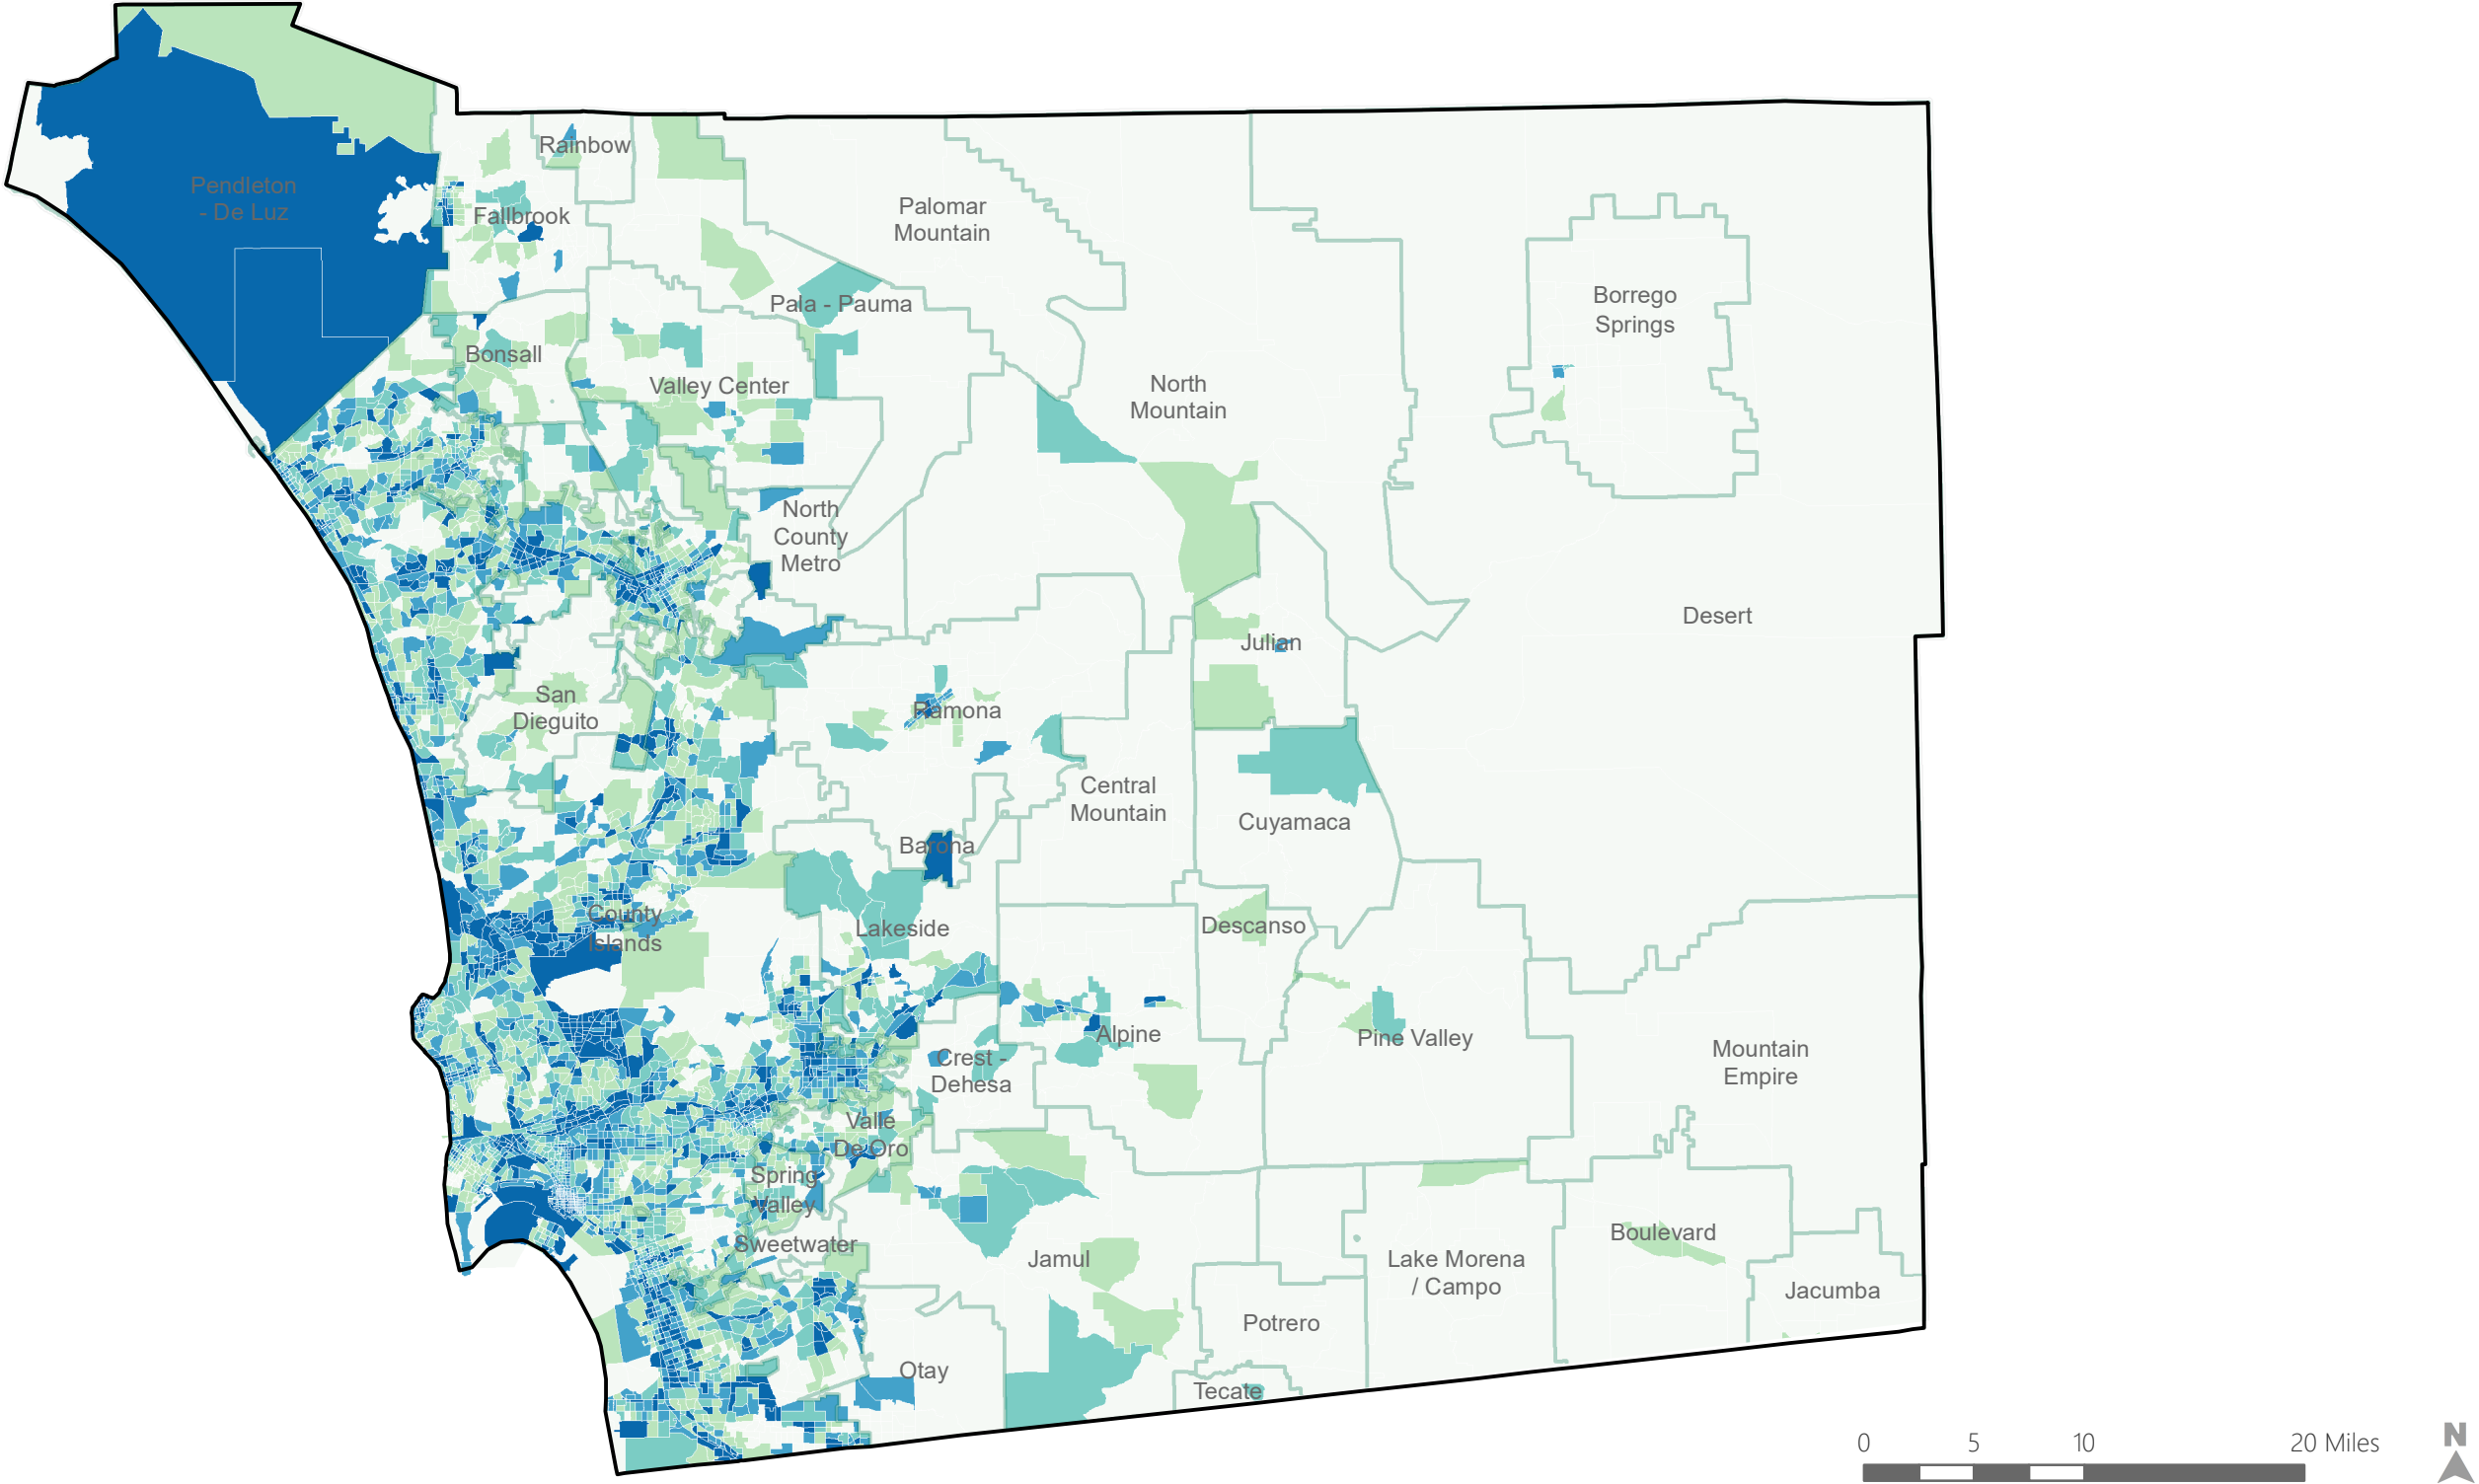 Rainbow
Pendleton
- De Luz
Fallbrook
Palomar
Mountain
Pala - Pauma
Borrego
Springs
Bonsall
Valley Center
North
Mountain
North
County
Metro
Desert
Julian
San
Dieguito
Ramona
Central
Mountain
Cuyamaca
Barona
County
Islands
Lakeside
Descanso
Alpine
Pine Valley
Crest -
Dehesa
Mountain
Empire
Valle
De Oro
Spring
Valley
Sweetwater
Jamul
Lake Morena
/ Campo
Boulevard
Jacumba
Potrero
Otay
Tecate
0 5 10 20 Miles
N